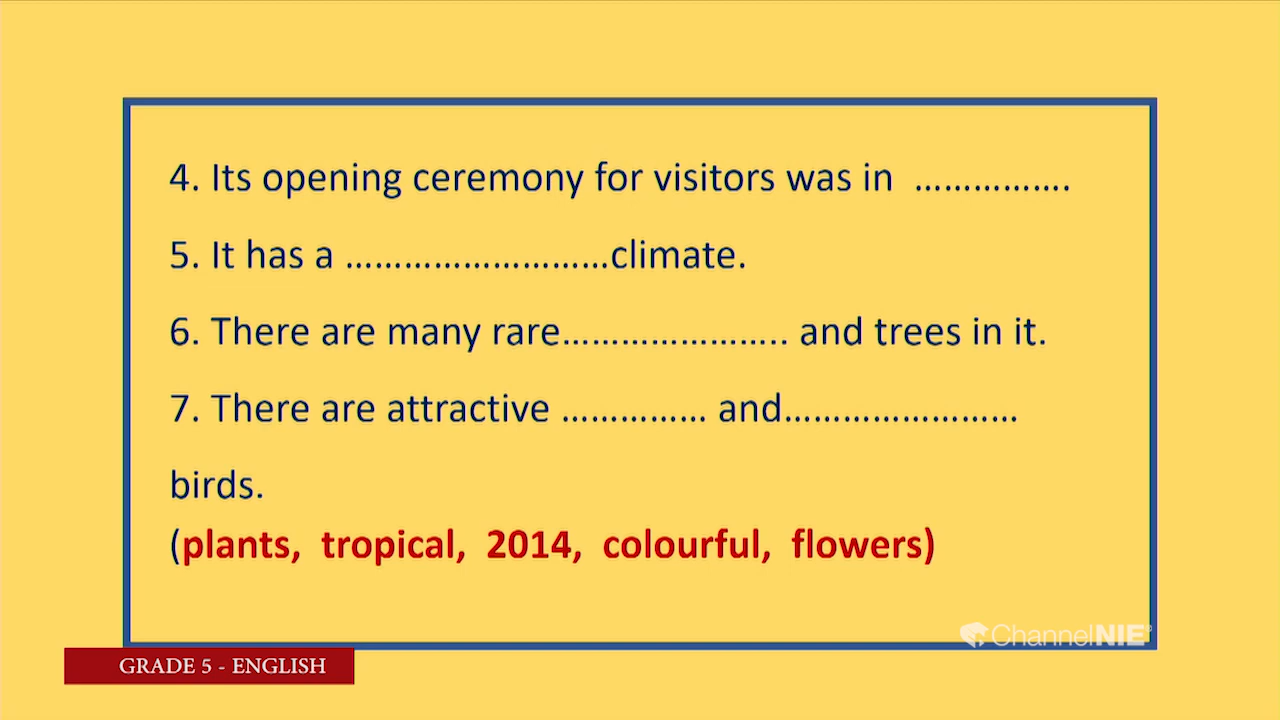 4. Its opening ceremony for visitors was in …………….
5. It has a ………………………climate.
6. There are many rare………………….. and trees in it.
7. There are attractive …………… and……………………
birds.
(plants, tropical, 2014, colourful, flowers)
ChannelNIE
GRADE 5 - ENGLISH